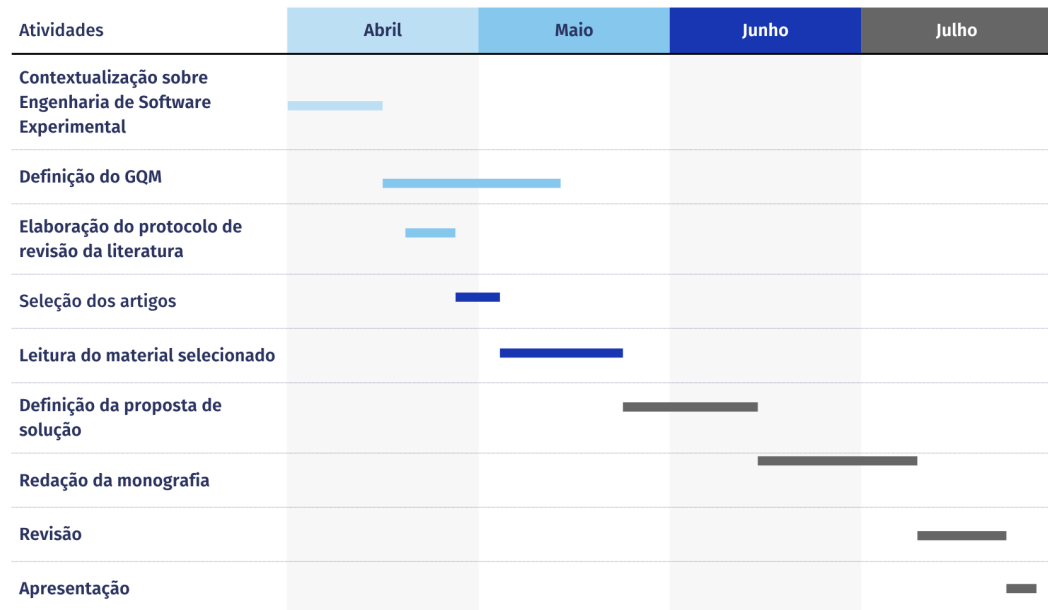 Atividades
Abril
Maio
Junho
Julho
Contextualização sobre
Engenharia de Software
Experimental
Definição do GQM
Elaboração do protocolo de
revisão da literatura
Seleção dos artigos
Leitura do material selecionado
Definição da proposta de
solução
Redação da monografia
Revisão
Apresentação